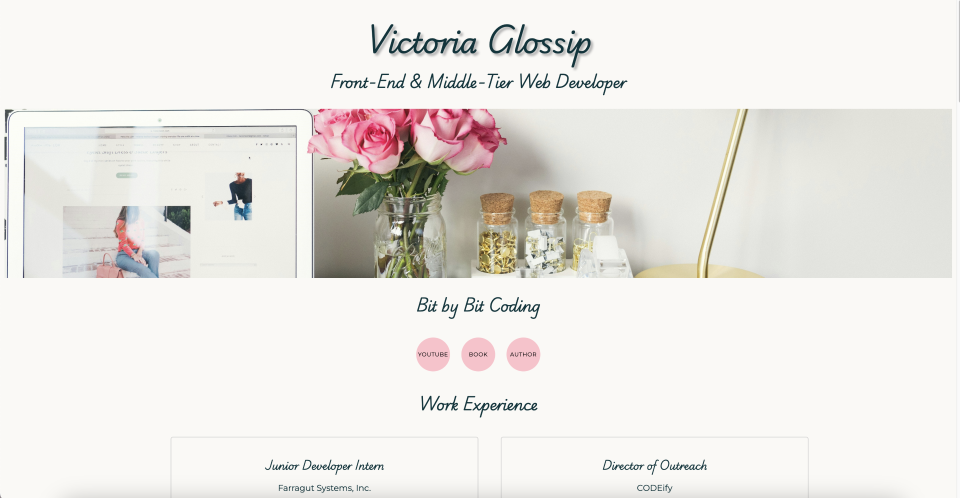 Victoria Glossip
Front-End & Middle-Tier Web Developer
Bit by Bit Coding
YOUTUBE BOOK AUTHOR
Work Experience
Junior Developer Intern
Farragut Systems, Inc.
Director of Outreach
CODEify